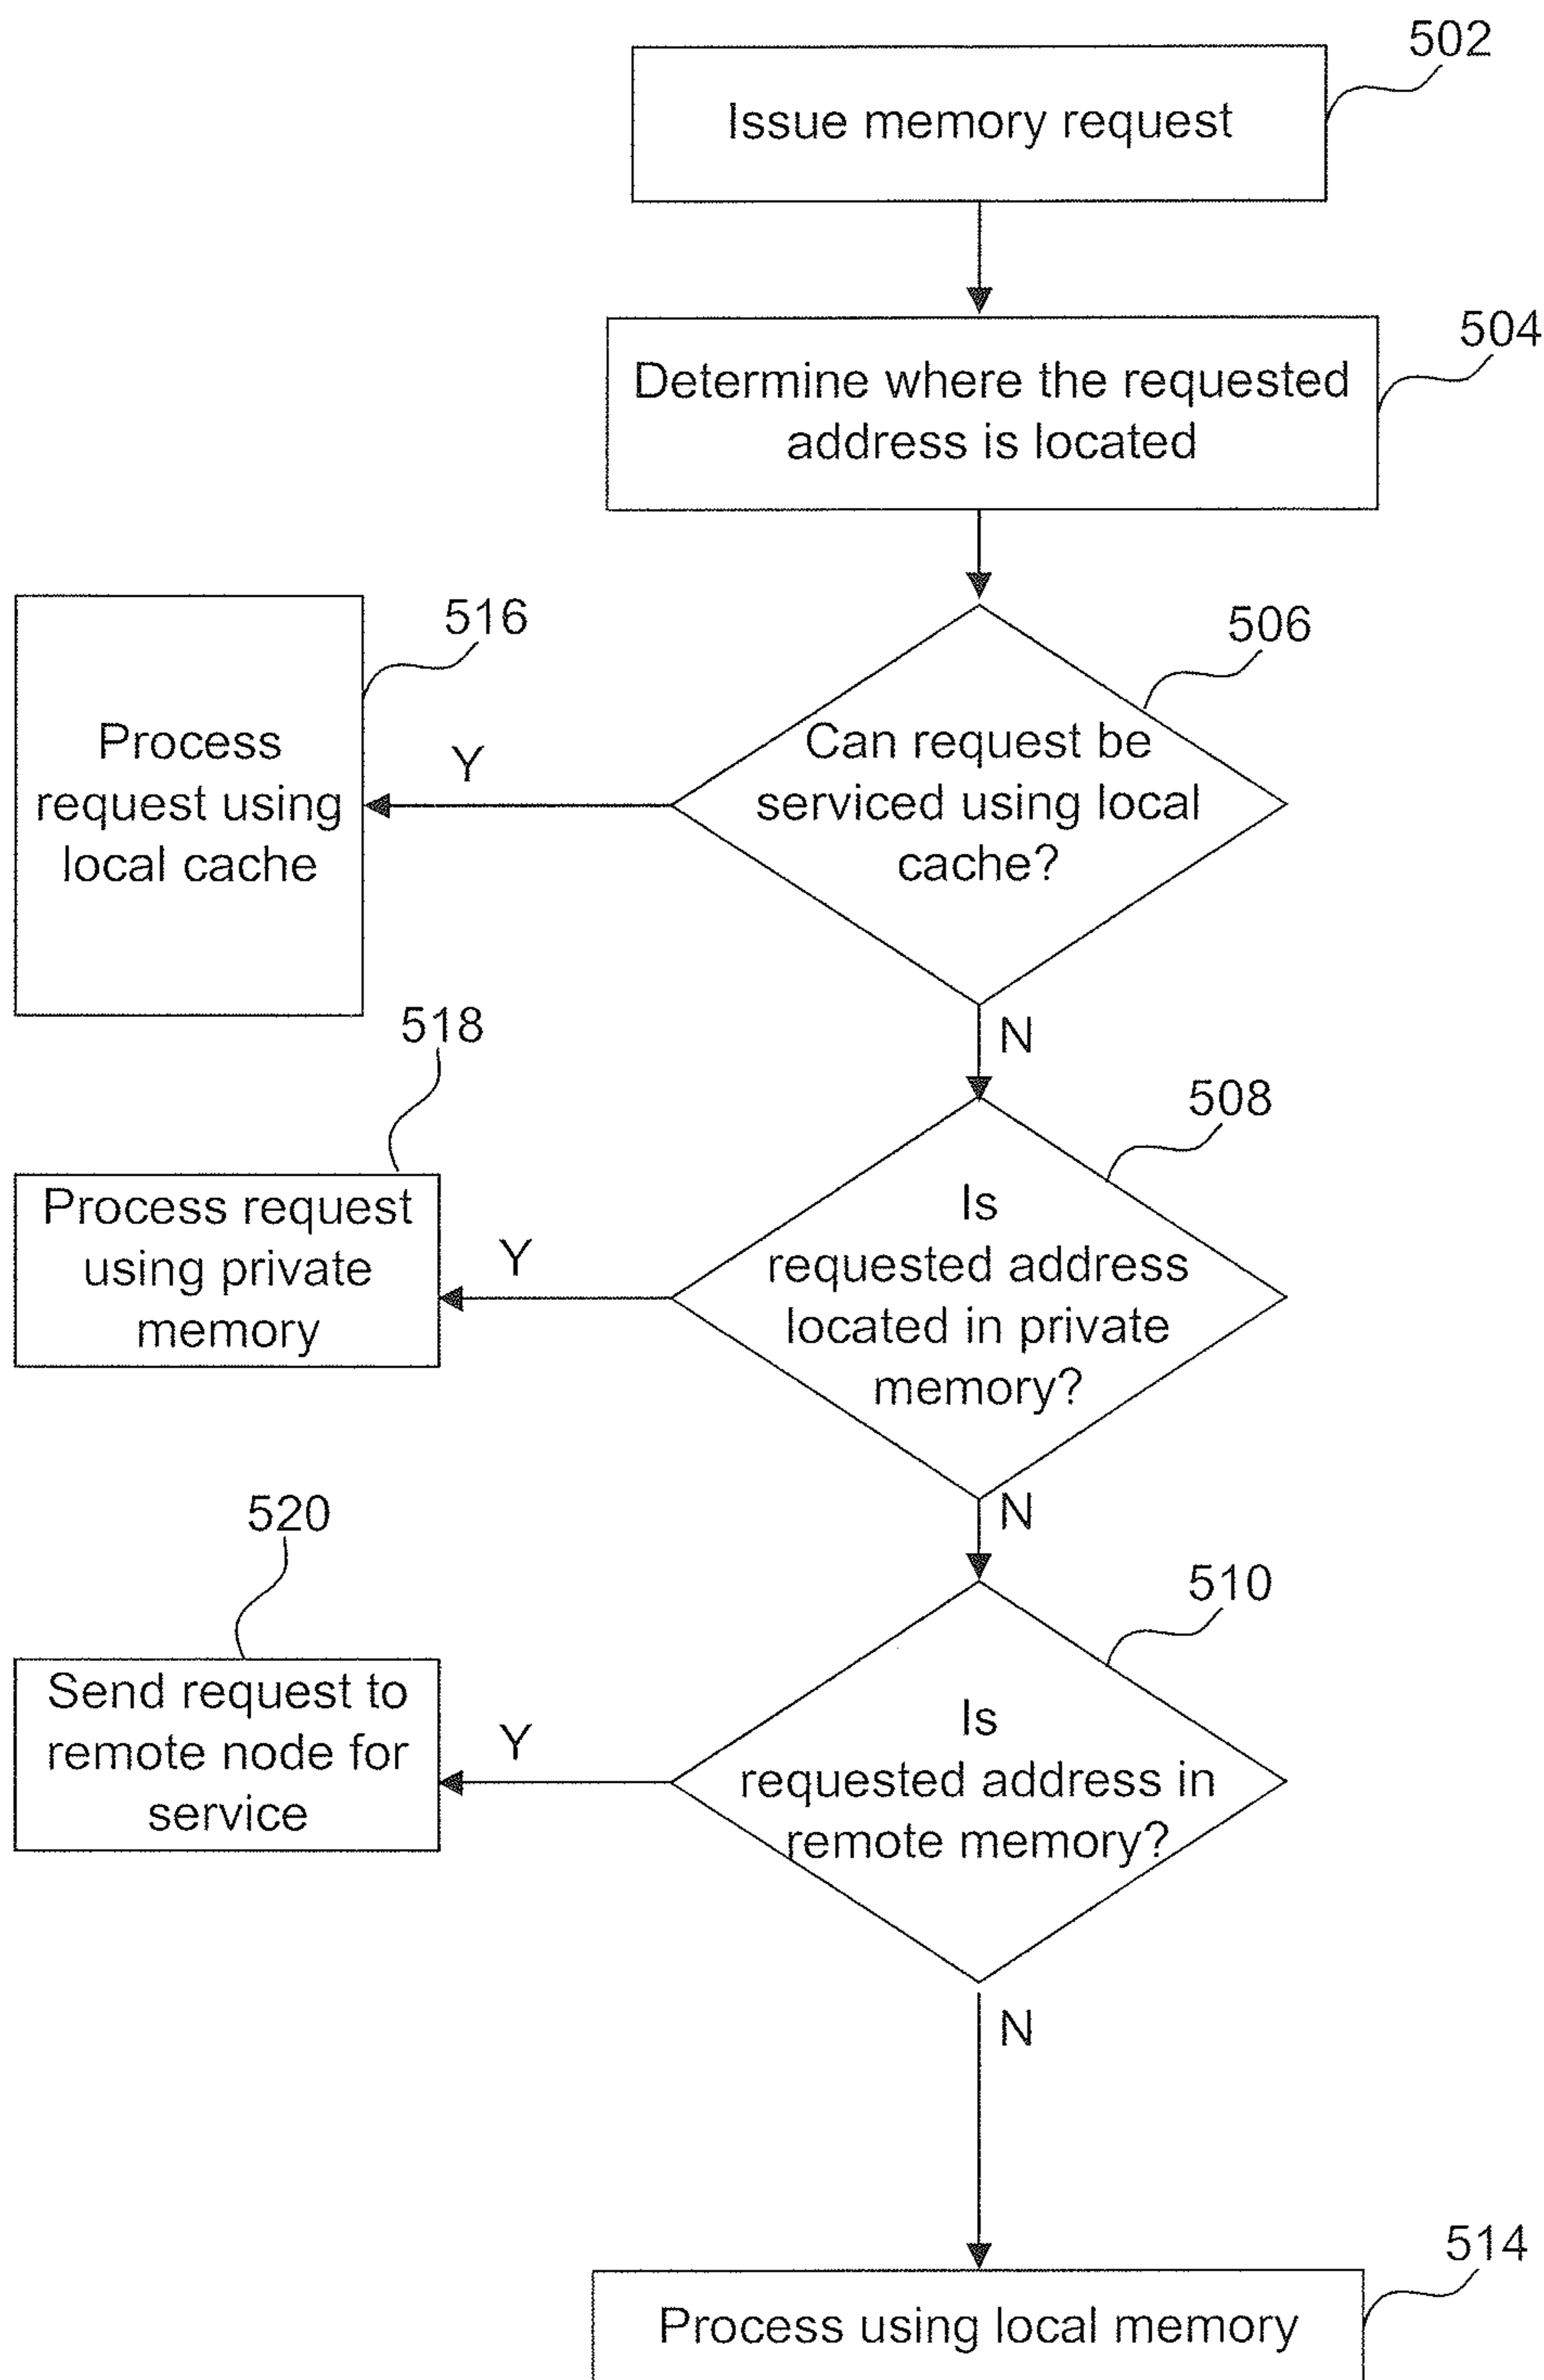 502
Issue memory request
504
Determine where the requested
address is located
516
506
Process
request using
local cache
Y
Can request be
serviced using local
cache?
N
518
508
Process request
using private
memory
Y
Is
requested address
located in private
memory?
N
520
510
Send request to
remote node for
service
Y
Is
requested address in
remote memory?
N
514
Process using local memory